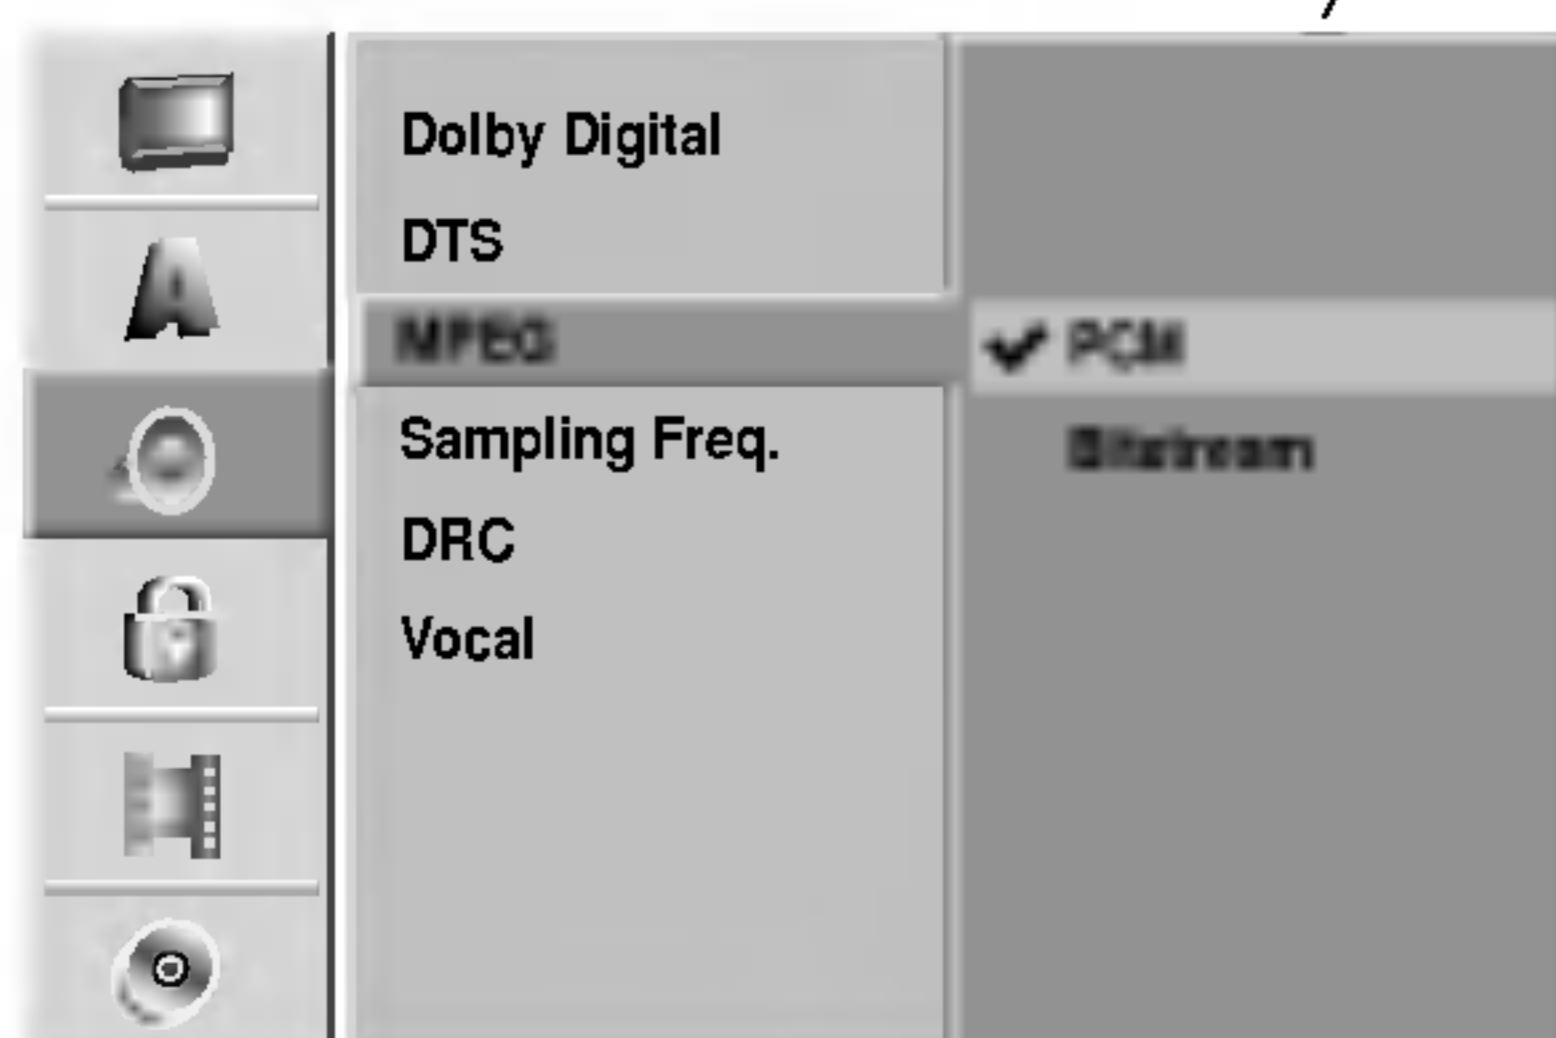 Dolby Digital
DTS
MPEG
PCM
Sampling Freq.
Bitstream
DRC
Vocal